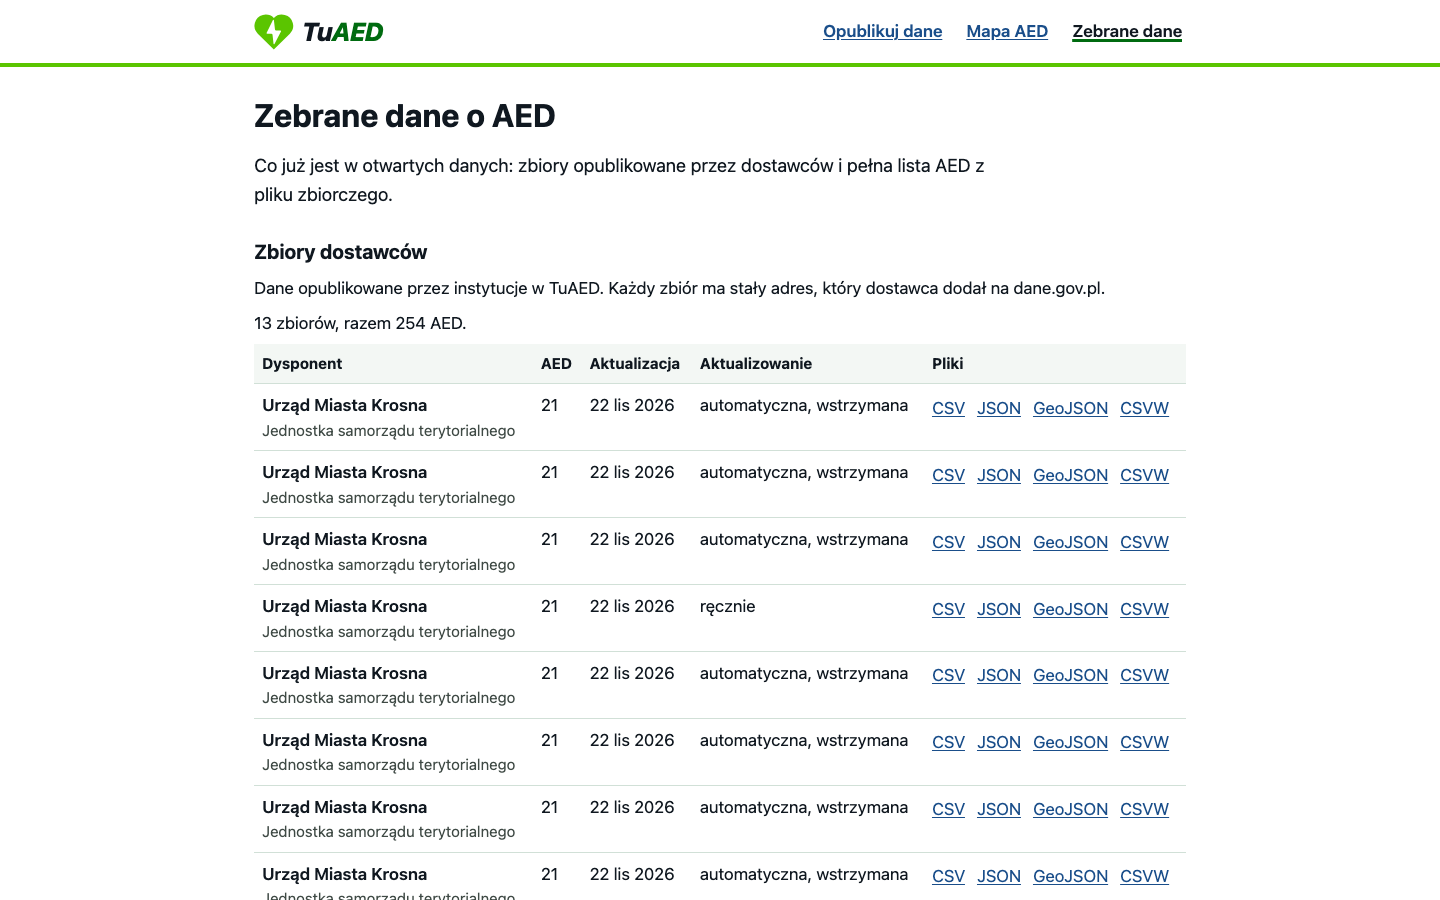 TuAED
Opublikuj dane Mapa AED Zebrane dane
Zebrane dane o AED
Co już jest w otwartych danych: zbiory opublikowane przez dostawców i pełna lista AED z
pliku zbiorczego.
Zbiory dostawców
Dane opublikowane przez instytucje w TuAED. Każdy zbiór ma stały adres, który dostawca dodał na dane.gov.pl.
13 zbiorów, razem 254 AED.
Dysponent AED Aktualizacja Aktualizowanie Pliki
Urząd Miasta Krosna 21 22 lis 2026 automatyczna, wstrzymana CSV JSON GeoJSON CSVW
Jednostka samorządu terytorialnego
Urząd Miasta Krosna 21 22 lis 2026 automatyczna, wstrzymana CSV JSON GeoJSON CSVW
Jednostka samorządu terytorialnego
Urząd Miasta Krosna 21 22 lis 2026 automatyczna, wstrzymana CSV JSON GeoJSON CSVW
Jednostka samorządu terytorialnego
Urząd Miasta Krosna 21 22 lis 2026 ręcznie CSV JSON GeoJSON CSVW
Jednostka samorządu terytorialnego
Urząd Miasta Krosna 21 22 lis 2026 automatyczna, wstrzymana CSV JSON GeoJSON CSVW
Jednostka samorządu terytorialnego
Urząd Miasta Krosna 21 22 lis 2026 automatyczna, wstrzymana CSV JSON GeoJSON CSVW
Jednostka samorządu terytorialnego
Urząd Miasta Krosna 21 22 lis 2026 automatyczna, wstrzymana CSV JSON GeoJSON CSVW
Jednostka samorządu terytorialnego
Urząd Miasta Krosna 21 22 lis 2026 automatyczna, wstrzymana CSV JSON GeoJSON CSVW
Jednostka samorządu terytorialnego